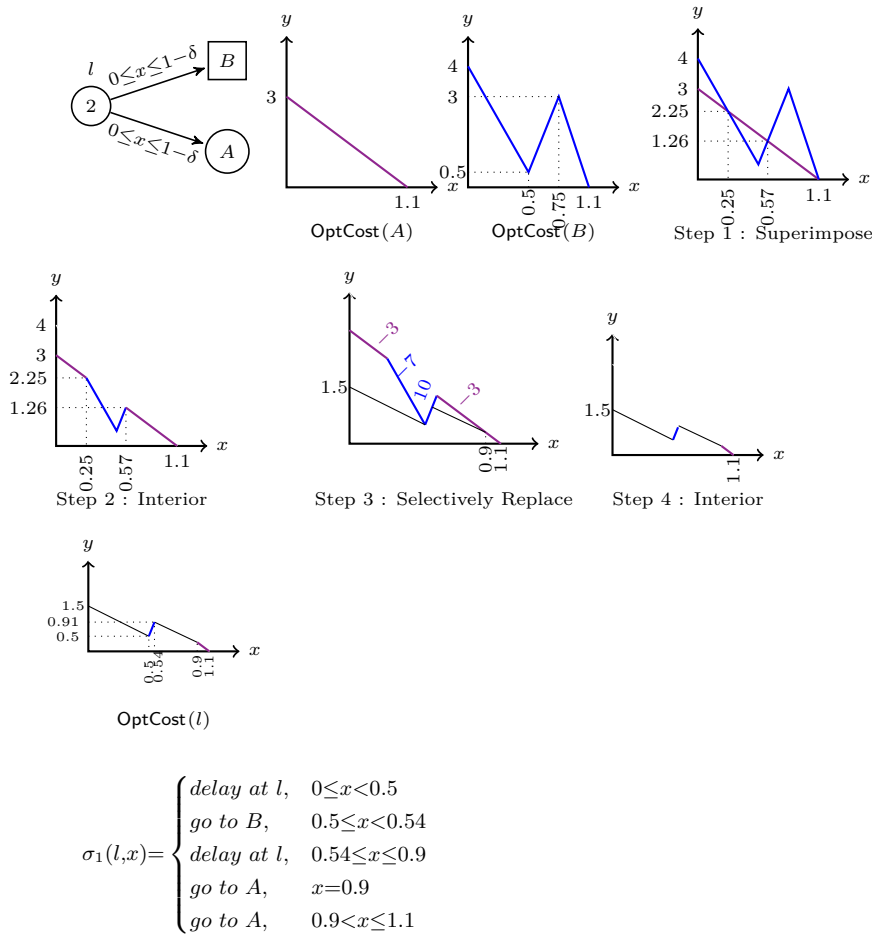 l
2
0≤x≤1−δ
B
0≤x≤1−δ
A
y
3
1.1
x
OptCost(A)
y
4
3
0.5
0.5
0.75
1.1
x
OptCost(B)
y
4
3
2.25
1.26
0.25
0.57
1.1
x
Step 1 : Superimpose
y
4
3
2.25
1.26
0.25
0.57
1.1
x
Step 2 : Interior
y
1.5
−3
−7
10
−3
0.9
1.1
x
Step 3 : Selectively Replace
y
1.5
1.1
x
Step 4 : Interior
y
1.5
0.91
0.5
0.5
0.54
0.9
1.1
x
OptCost(l)
delay at l, 0≤x<0.5
go to B, 0.5≤x<0.54
σ₁(l,x)= delay at l, 0.54≤x≤0.9
go to A, x=0.9
go to A, 0.9<x≤1.1